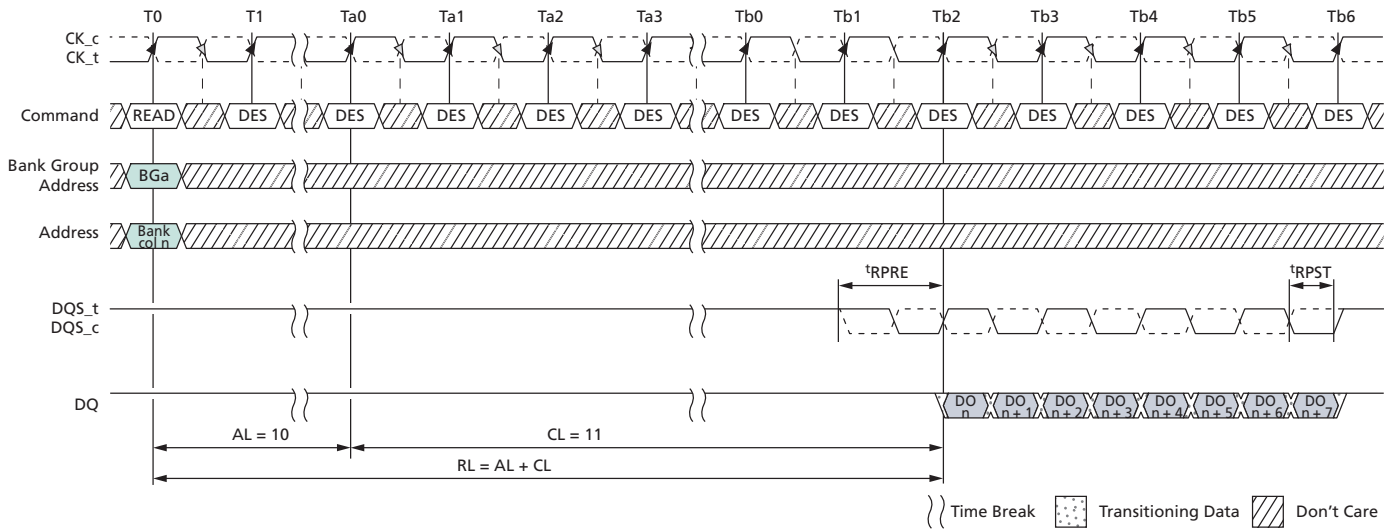 T0 T1 Ta0 Ta1 Ta2 Ta3 Tb0 Tb1 Tb2 Tb3 Tb4 Tb5 Tb6
CK_c
CK_t
Command READ DES DES DES DES DES DES DES DES DES DES DES DES
Bank Group
Address
BGa
Address
Bank
col n
tRPRE tRPST
DQS_t
DQS_c
DQ
DO
n
DO
n + 1
DO
n + 2
DO
n + 3
DO
n + 4
DO
n + 5
DO
n + 6
DO
n + 7
AL = 10 CL = 11
RL = AL + CL
Time Break Transitioning Data Don't Care